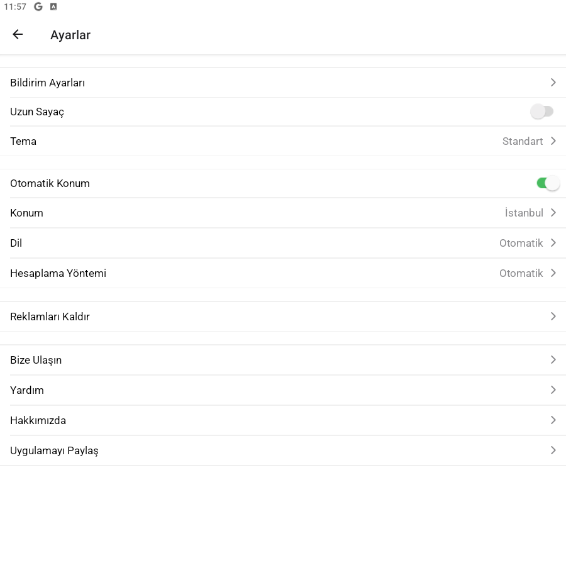 11:57
Ayarlar
Bildirim Ayarları
Uzun Sayaç
Tema Standart
Otomatik Konum
Konum İstanbul
Dil Otomatik
Hesaplama Yöntemi Otomatik
Reklamları Kaldır
Bize Ulaşın
Yardım
Hakkımızda
Uygulamayı Paylaş